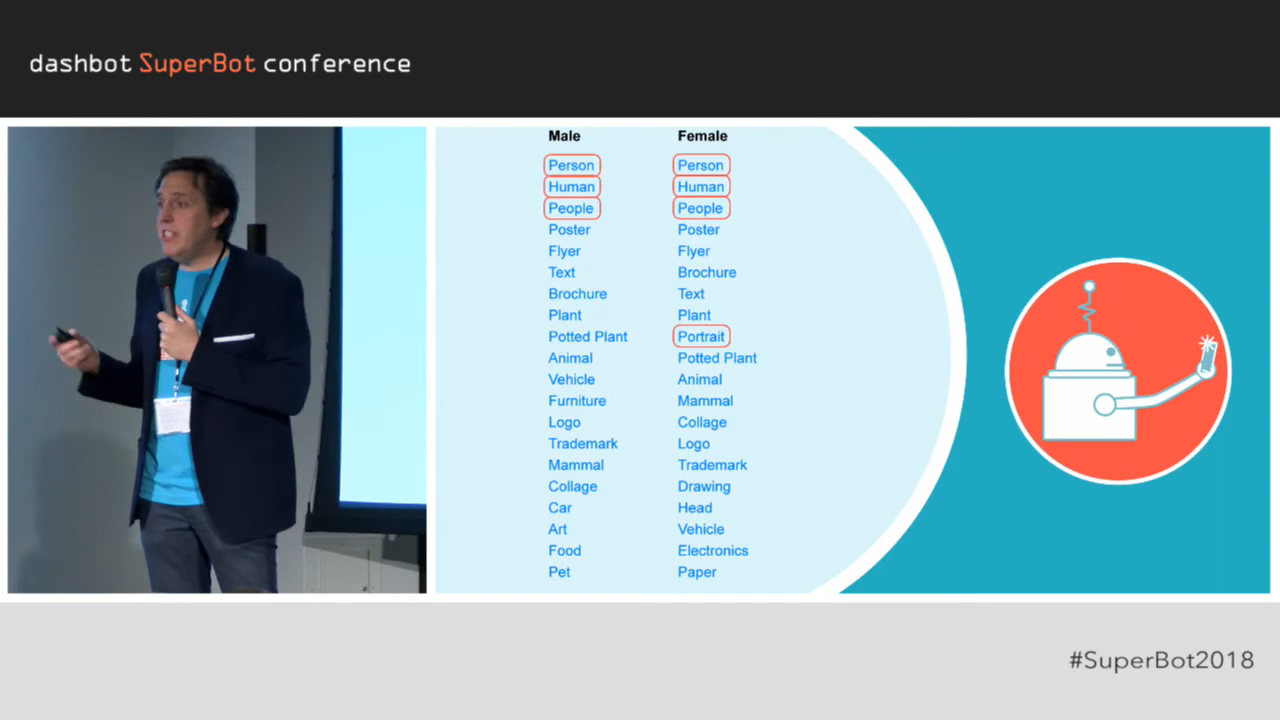 dashbot SuperBot conference
Male Female
Person Person
Human Human
People People
Poster Poster
Flyer Flyer
Text Brochure
Brochure Text
Plant Plant
Potted Plant Portrait
Animal Potted Plant
Vehicle Animal
Furniture Mammal
Logo Collage
Trademark Logo
Mammal Trademark
Collage Drawing
Car Head
Art Vehicle
Food Electronics
Pet Paper
#SuperBot2018